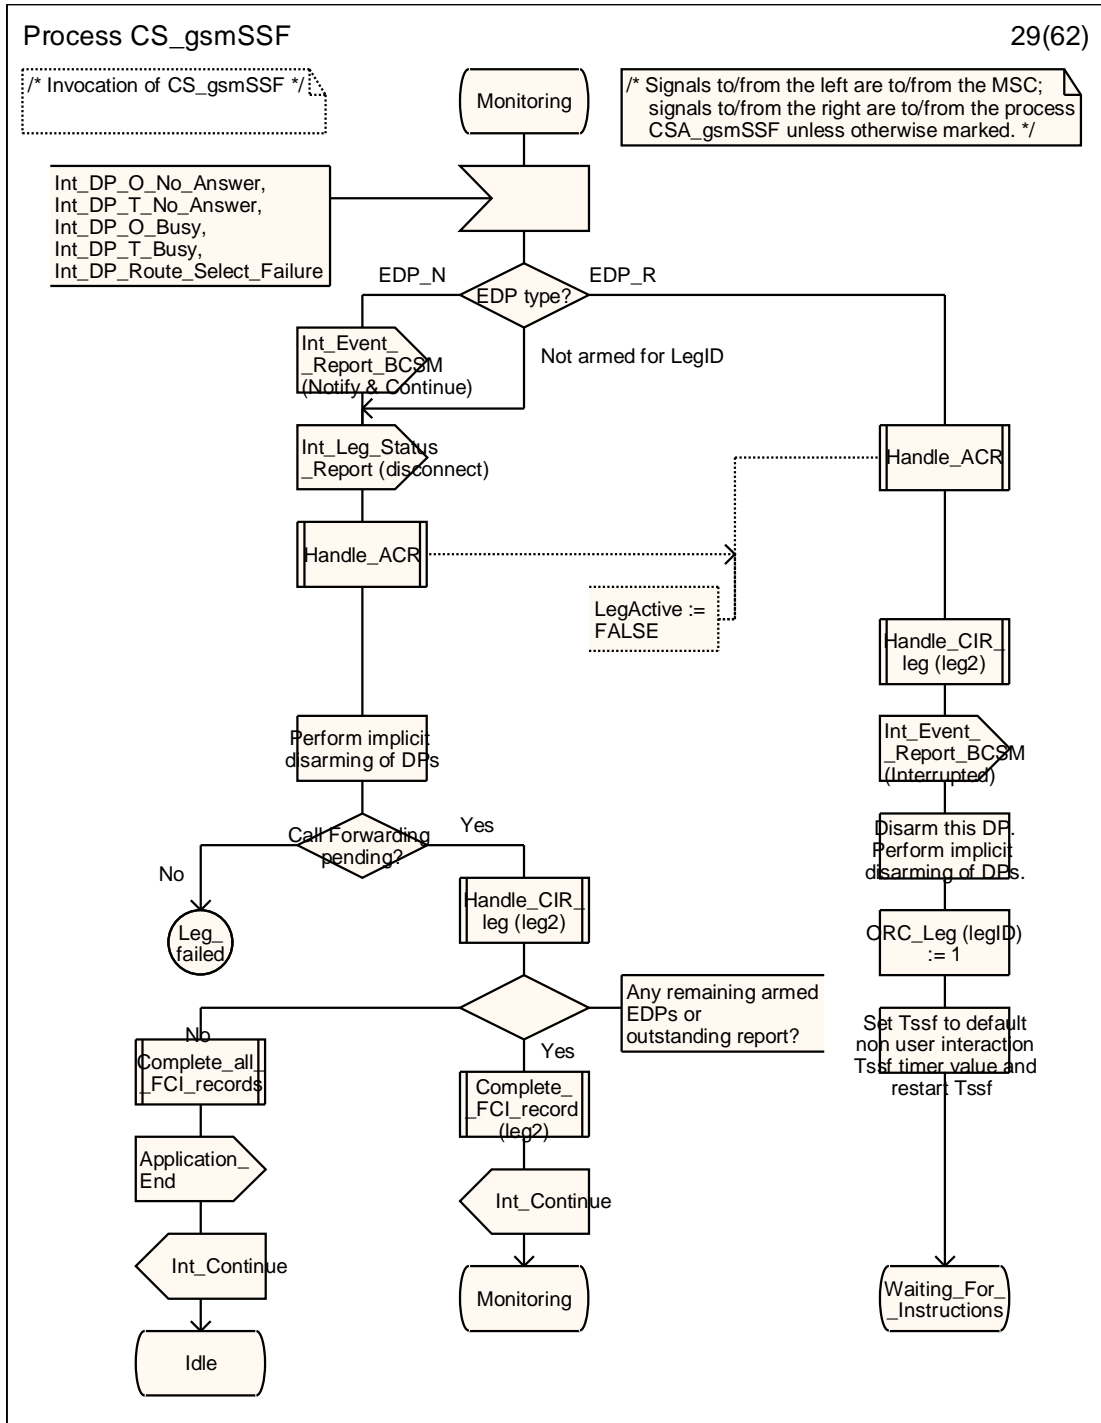 Process CS_gsmSSF
29(62)
/* Invocation of CS_gsmSSF */
Monitoring
/* Signals to/from the left are to/from the MSC;
signals to/from the right are to/from the process
CSA_gsmSSF unless otherwise marked. */
Int_DP_O_No_Answer,
Int_DP_T_No_Answer,
Int_DP_O_Busy,
Int_DP_T_Busy,
Int_DP_Route_Select_Failure
EDP_N
EDP type?
EDP_R
Int_Event_
_Report_BCSM
(Notify & Continue)
Not armed for LegID
Int_Leg_Status
_Report (disconnect)
Handle_ACR
Handle_ACR
LegActive :=
FALSE
Handle_CIR_
leg (leg2)
Perform implicit
disarming of DPs
Int_Event_
_Report_BCSM
(Interrupted)
Call Forwarding
pending?
Yes
No
Disarm this DP.
Perform implicit
disarming of DPs.
Handle_CIR_
leg (leg2)
Leg_
failed
ORC_Leg (legID)
:= 1
Any remaining armed
EDPs or
outstanding report?
No
Yes
Set Tssf to default
non user interaction
Tssf timer value and
restart Tssf
Complete_all_
_FCI_records
Complete_
_FCI_record
(leg2)
Application_
End
Int_Continue
Int_Continue
Monitoring
Waiting_For_
_Instructions
Idle